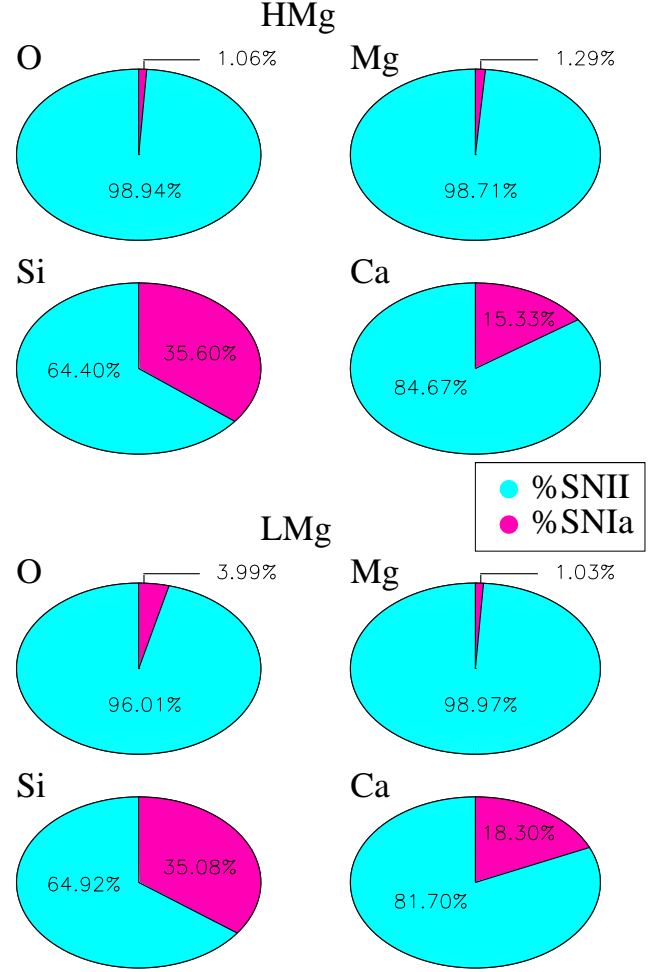 HMg
O 1.06% Mg 1.29%
98.94% 98.71%
Si Ca
15.33%
35.60%
64.40%
84.67%
%SNII
%SNIa
LMg
O 3.99% Mg 1.03%
96.01% 98.97%
Si Ca
18.30%
35.08%
64.92%
81.70%